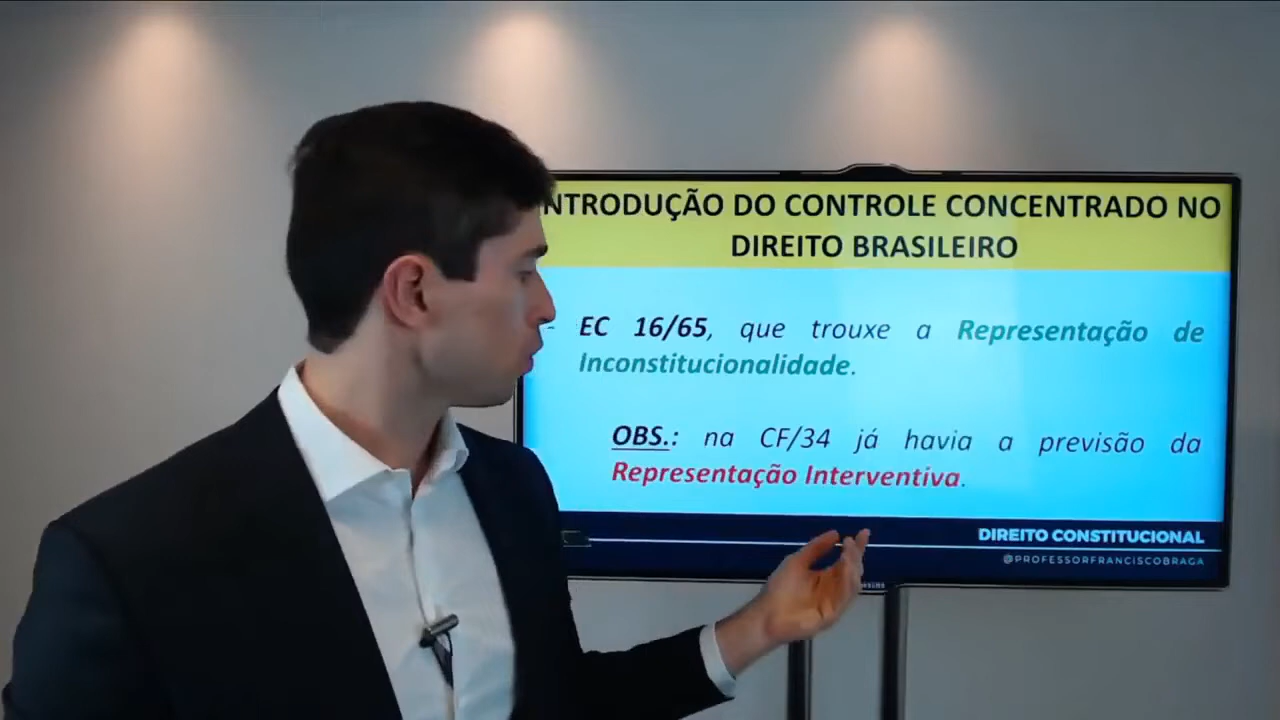 NTRODUÇÃO DO CONTROLE CONCENTRADO NO
DIREITO BRASILEIRO
- EC 16/65, que trouxe a Representação de
Inconstitucionalidade.
OBS.: na CF/34 já havia a previsão da
Representação Interventiva.
DIREITO CONSTITUCIONAL
@PROFESSORFRANCISCOBRAGA